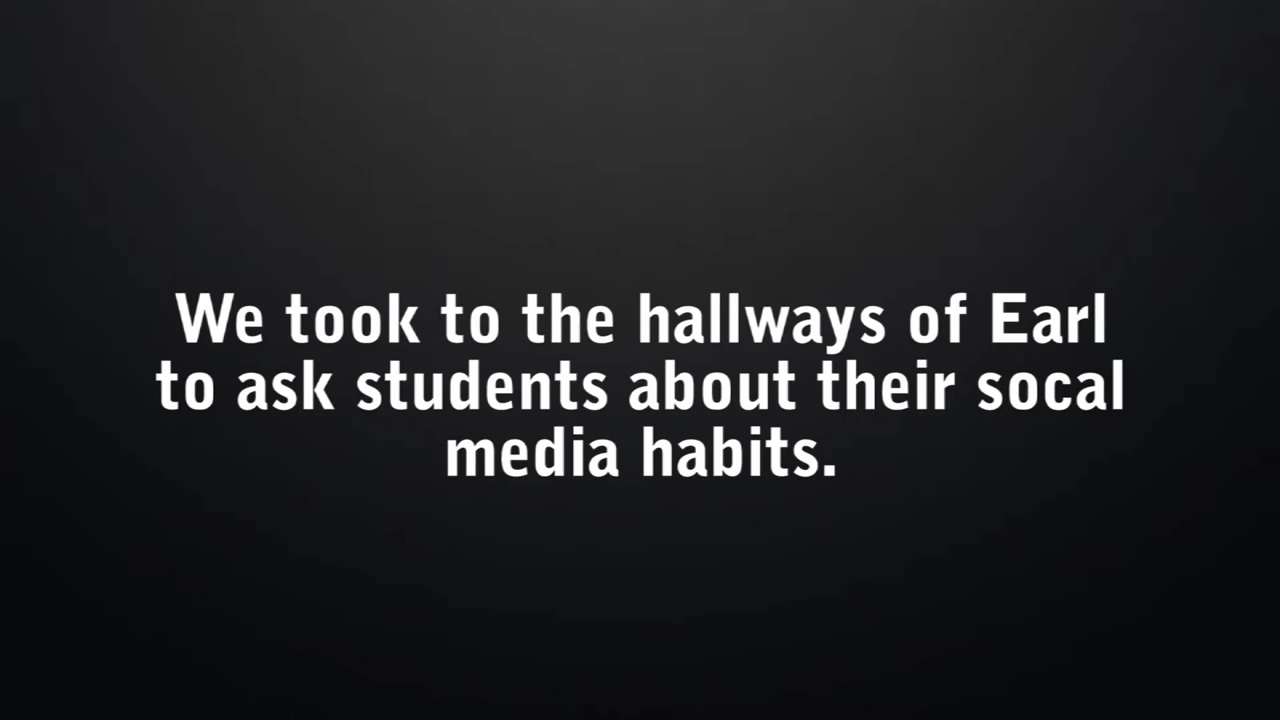 We took to the hallways of Earl
to ask students about their socal
media habits.